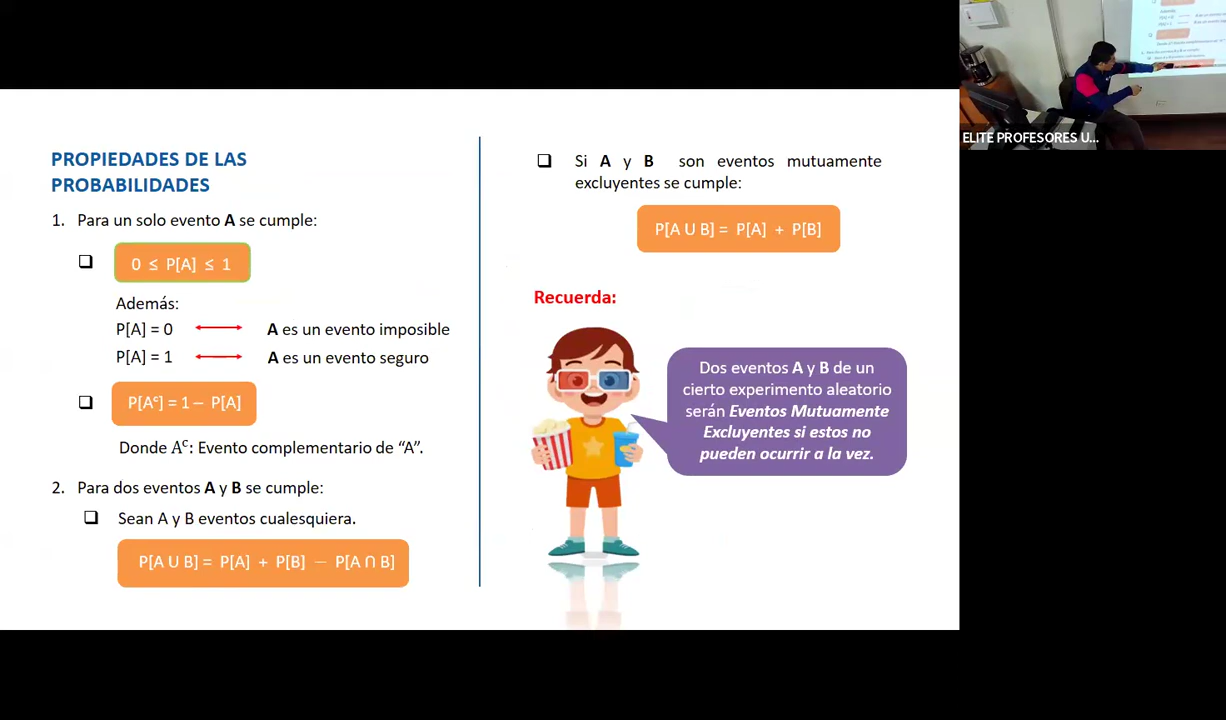 PROPIEDADES DE LAS
PROBABILIDADES
1. Para un solo evento A se cumple:
0 ≤ P[A] ≤ 1
Además:
P[A] = 0 ⟷ A es un evento imposible
P[A] = 1 ⟷ A es un evento seguro
P[Aᶜ] = 1 – P[A]
Donde Aᶜ: Evento complementario de “A”.
2. Para dos eventos A y B se cumple:
Sean A y B eventos cualesquiera.
P[A U B] = P[A] + P[B] – P[A ∩ B]
Si A y B son eventos mutuamente
excluyentes se cumple:
P[A U B] = P[A] + P[B]
Recuerda:
Dos eventos A y B de un
cierto experimento aleatorio
serán Eventos Mutuamente
Excluyentes si estos no
pueden ocurrir a la vez.
ELITE PROFESORES U...